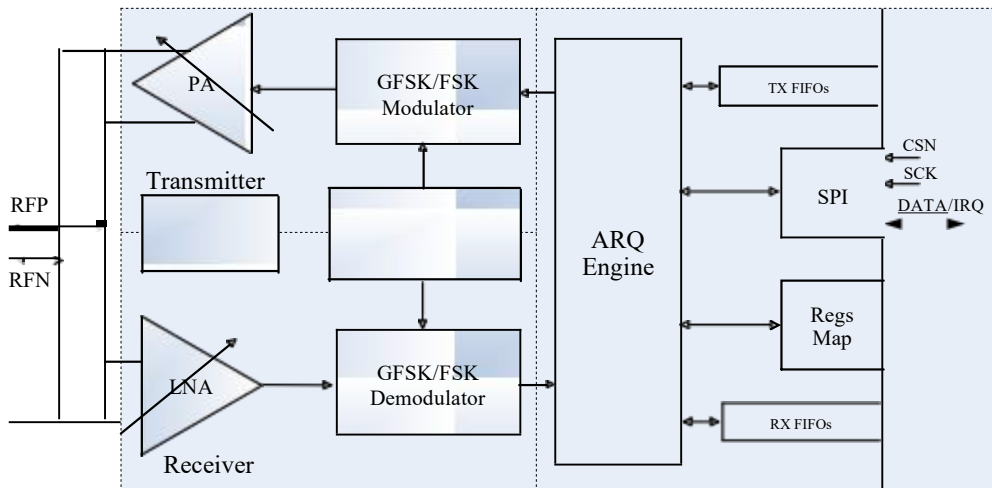 PA
GFSK/FSK
Modulator
TX FIFOs
CSN
SCK
DATA/IRQ
SPI
Transmitter
RFP
RFN
ARQ
Engine
Regs
Map
LNA
GFSK/FSK
Demodulator
RX FIFOs
Receiver